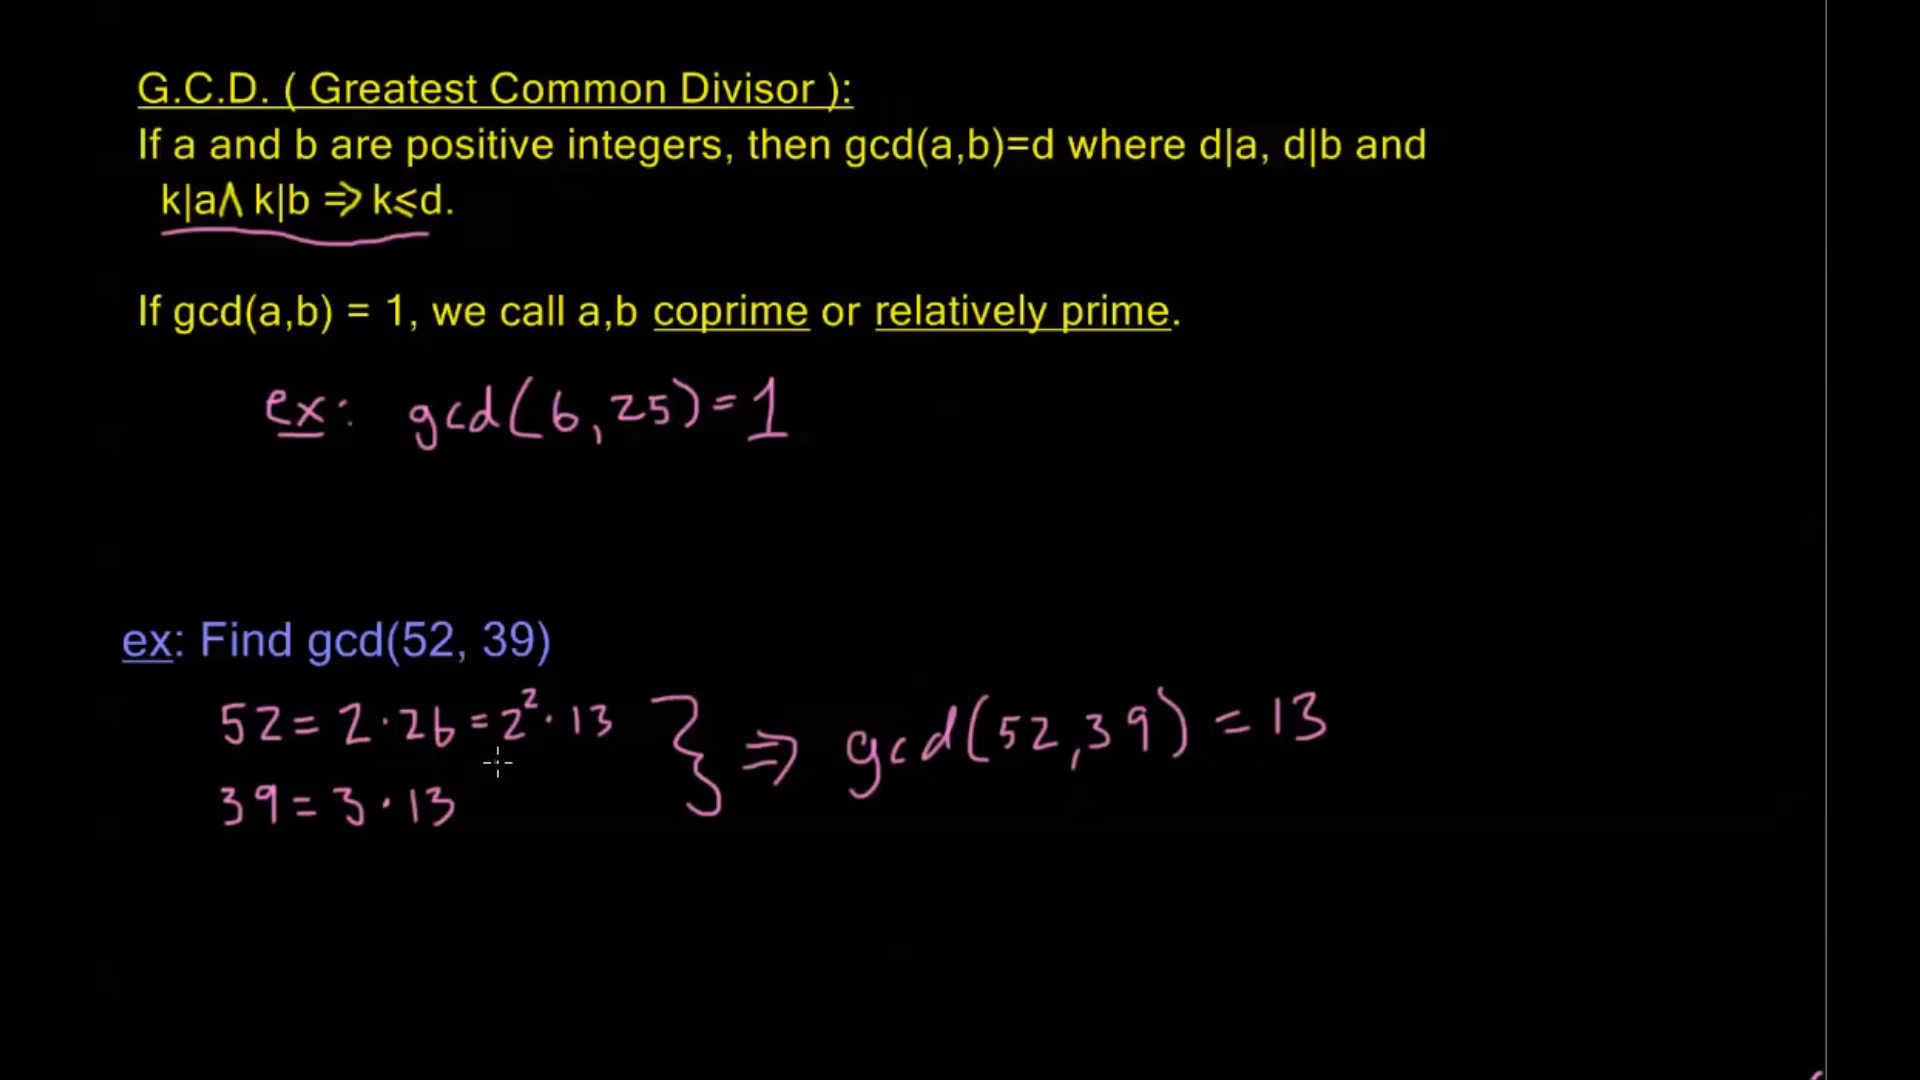 G.C.D. ( Greatest Common Divisor ):
If a and b are positive integers, then gcd(a,b)=d where d|a, d|b and
k|a∧ k|b ⇒ k≤d.
If gcd(a,b) = 1, we call a,b coprime or relatively prime.
ex: gcd(6,25)=1
ex: Find gcd(52, 39)
52=2·26=2²·13
39=3·13
} ⇒ gcd(52,39)=13